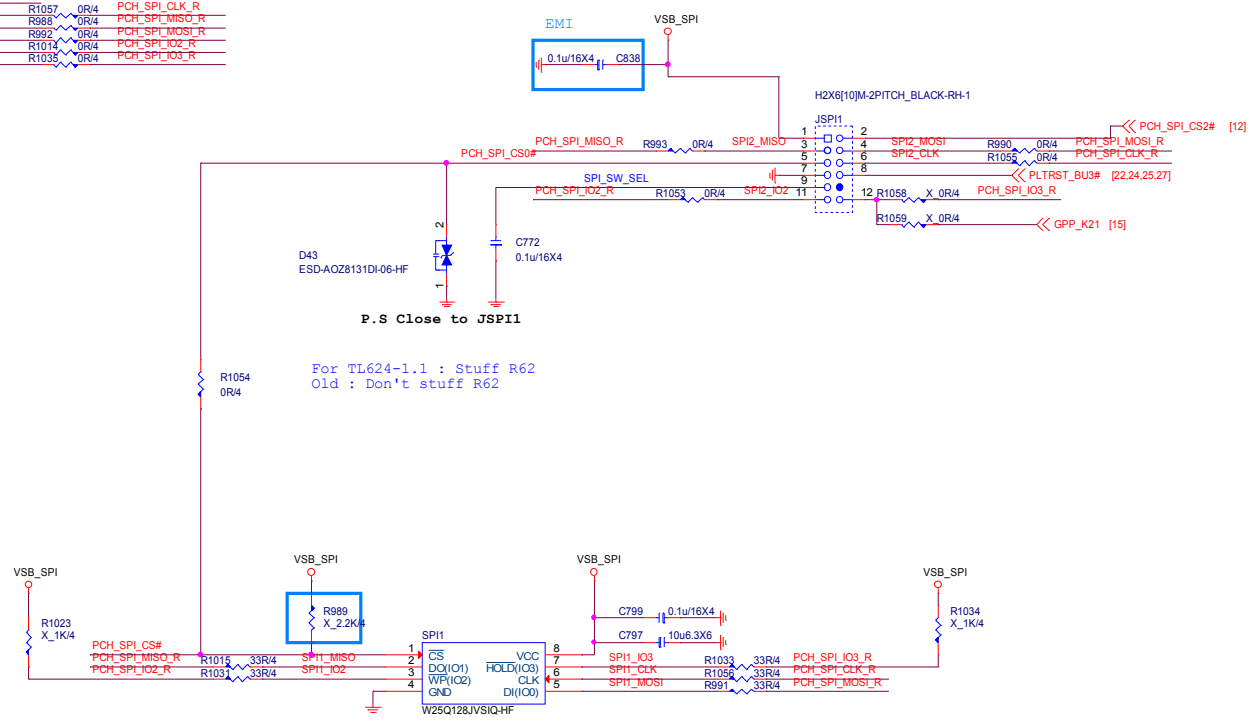 R1057 0R/4 PCH_SPI_CLK_R
R988 0R/4 PCH_SPI_MISO_R
R992 0R/4 PCH_SPI_MOSI_R
R1014 0R/4 PCH_SPI_IO2_R
R1035 0R/4 PCH_SPI_IO3_R
EMI
VSB_SPI
0.1u/16X4 C838
H2X6[10]M-2PITCH_BLACK-RH-1
JSPI1
PCH_SPI_CS2# [12]
1 2
PCH_SPI_MISO_R R993 0R/4 SPI2_MISO 3 4 SPI2_MOSI R990 0R/4 PCH_SPI_MOSI_R
PCH_SPI_CS0# 5 6 SPI2_CLK R1055 0R/4 PCH_SPI_CLK_R
7 8 PLTRST_BU3# [22,24,25,27]
SPI_SW_SEL 9
PCH_SPI_IO2_R R1053 0R/4 SPI2_IO2 11 12 R1058 X_0R/4 PCH_SPI_IO3_R
R1059 X_0R/4 GPP_K21 [15]
2
D43
ESD-AOZ8131DI-06-HF
1
C772
0.1u/16X4
P.S Close to JSPI1
For TL624-1.1 : Stuff R62
Old : Don't stuff R62
R1054
0R/4
VSB_SPI
VSB_SPI
VSB_SPI
VSB_SPI
R1023
X_1K/4
R989
X_2.2K/4
C799 0.1u/16X4
C797 10u6.3X6
R1034
X_1K/4
SPI1
PCH_SPI_CS# 1 CS VCC 8
PCH_SPI_MISO_R R1015 33R/4 SPI1_MISO 2 DO(IO1) HOLD(IO3) 7 SPI1_IO3 R1033 33R/4 PCH_SPI_IO3_R
PCH_SPI_IO2_R R1031 33R/4 SPI1_IO2 3 WP(IO2) CLK 6 SPI1_CLK R1056 33R/4 PCH_SPI_CLK_R
4 GND DI(IO0) 5 SPI1_MOSI R991 33R/4 PCH_SPI_MOSI_R
W25Q128JVSIQ-HF